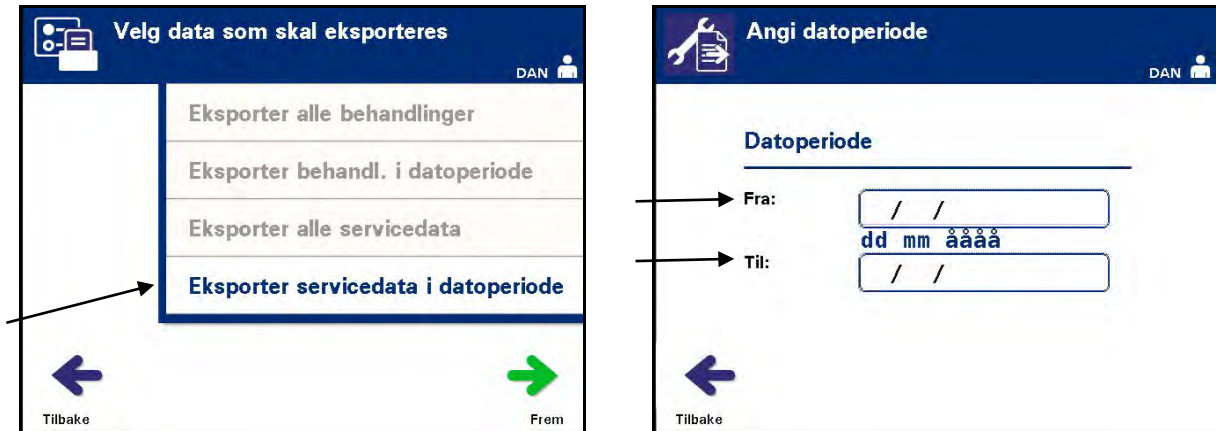 Velg data som skal eksporteres
DAN
Eksporter alle behandlinger
Eksporter behandl. i datoperiode
Eksporter alle servicedata
Eksporter servicedata i datoperiode
Tilbake
Frem
Angi datoperiode
DAN
Datoperiode
Fra:
/ /
dd mm åååå
Til:
/ /
Tilbake